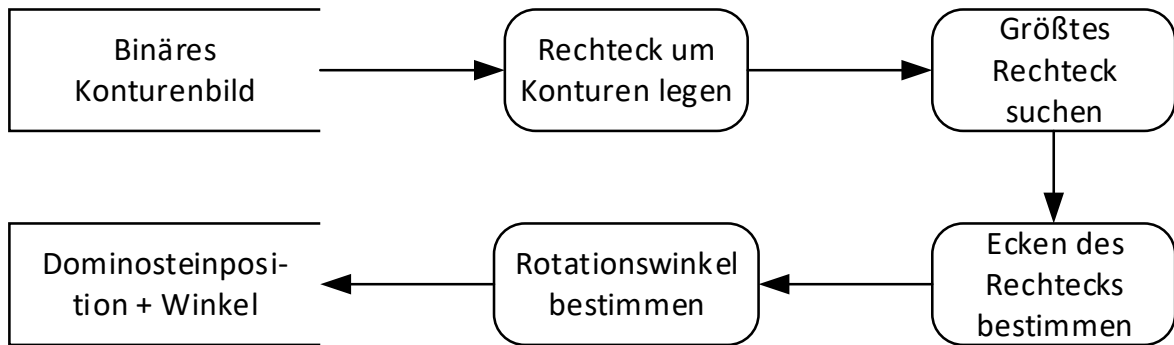 Binäres
Konturenbild
Rechteck um
Konturen legen
Größtes
Rechteck
suchen
Dominosteinposi-
tion + Winkel
Rotationswinkel
bestimmen
Ecken des
Rechtecks
bestimmen